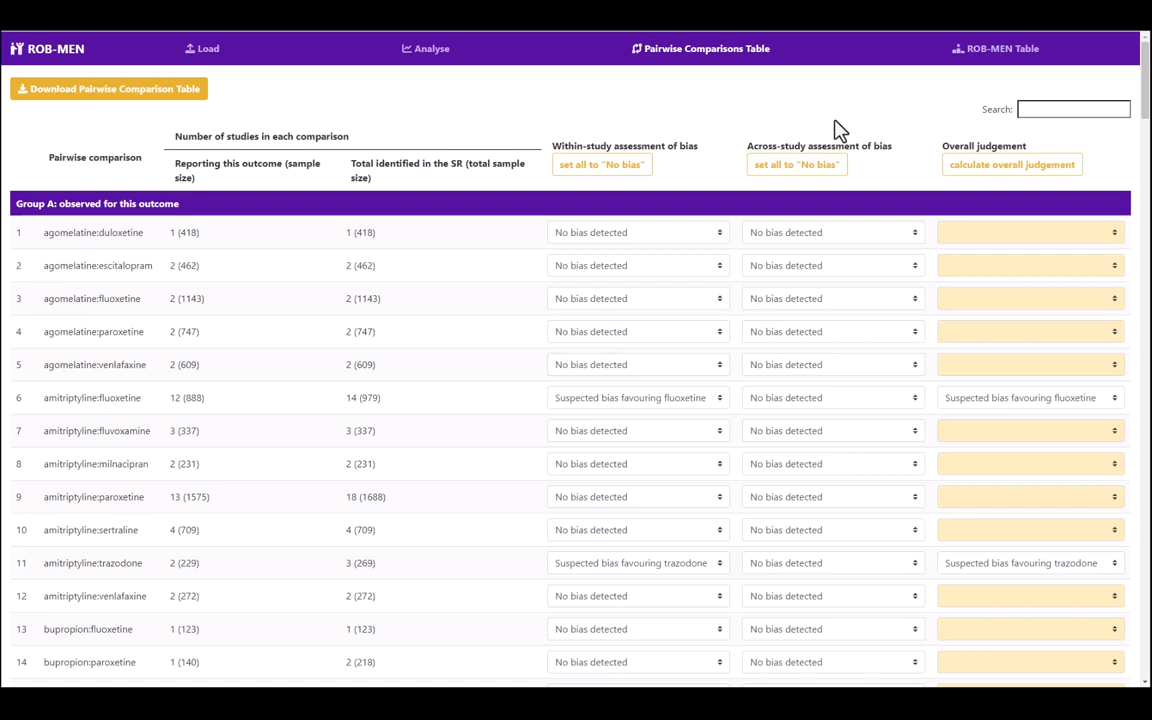 ROB-MEN Load Analyse Pairwise Comparisons Table ROB-MEN Table
Download Pairwise Comparison Table
Search:
Number of studies in each comparison
Pairwise comparison
Reporting this outcome (sample size)
Total identified in the SR (total sample size)
Within-study assessment of bias
set all to "No bias"
Across-study assessment of bias
set all to "No bias"
Overall judgement
calculate overall judgement
Group A: observed for this outcome
1 agomelatine:duloxetine 1 (418) 1 (418) No bias detected No bias detected
2 agomelatine:escitalopram 2 (462) 2 (462) No bias detected No bias detected
3 agomelatine:fluoxetine 2 (1143) 2 (1143) No bias detected No bias detected
4 agomelatine:paroxetine 2 (747) 2 (747) No bias detected No bias detected
5 agomelatine:venlafaxine 2 (609) 2 (609) No bias detected No bias detected
6 amitriptyline:fluoxetine 12 (888) 14 (979) Suspected bias favouring fluoxetine No bias detected Suspected bias favouring fluoxetine
7 amitriptyline:fluvoxamine 3 (337) 3 (337) No bias detected No bias detected
8 amitriptyline:milnacipran 2 (231) 2 (231) No bias detected No bias detected
9 amitriptyline:paroxetine 13 (1575) 18 (1688) No bias detected No bias detected
10 amitriptyline:sertraline 4 (709) 4 (709) No bias detected No bias detected
11 amitriptyline:trazodone 2 (229) 3 (269) Suspected bias favouring trazodone No bias detected Suspected bias favouring trazodone
12 amitriptyline:venlafaxine 2 (272) 2 (272) No bias detected No bias detected
13 bupropion:fluoxetine 1 (123) 1 (123) No bias detected No bias detected
14 bupropion:paroxetine 1 (140) 2 (218) No bias detected No bias detected